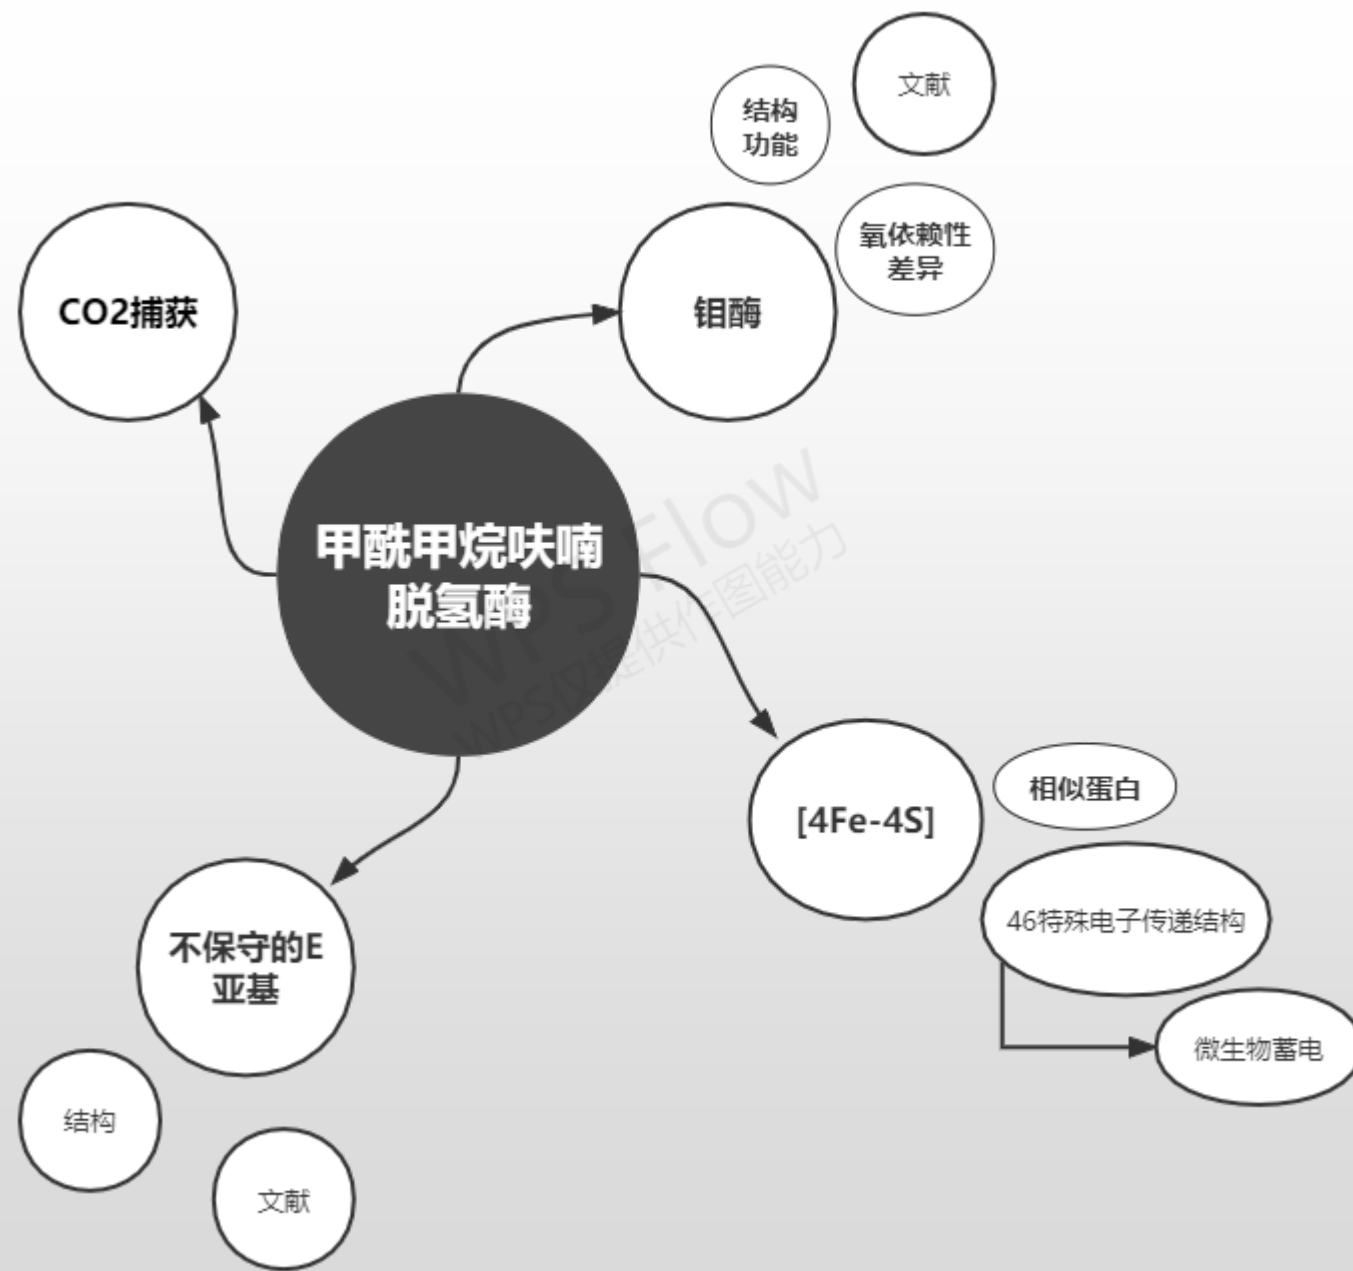 文献
结构
功能
氧依赖性
差异
钼酶
CO2捕获
甲酰甲烷呋喃
脱氢酶
WPS Flow
WPS仅提供作图能力
[4Fe-4S]
相似蛋白
46特殊电子传递结构
微生物蓄电
不保守的E
亚基
结构
文献